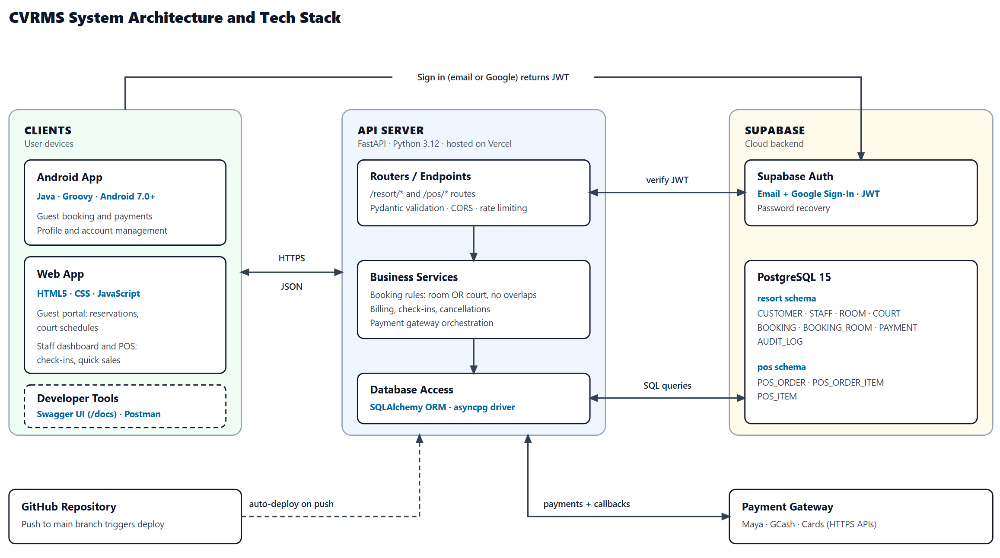 CVRMS System Architecture and Tech Stack
Sign in (email or Google) returns JWT
CLIENTS
User devices
Android App
Java · Groovy · Android 7.0+
Guest booking and payments
Profile and account management
Web App
HTML5 · CSS · JavaScript
Guest portal: reservations,
court schedules
Staff dashboard and POS:
check-ins, quick sales
Developer Tools
Swagger UI (/docs) · Postman
HTTPS
JSON
API SERVER
FastAPI · Python 3.12 · hosted on Vercel
Routers / Endpoints
/resort/* and /pos/* routes
Pydantic validation · CORS · rate limiting
Business Services
Booking rules: room OR court, no overlaps
Billing, check-ins, cancellations
Payment gateway orchestration
Database Access
SQLAlchemy ORM · asyncpg driver
verify JWT
SQL queries
SUPABASE
Cloud backend
Supabase Auth
Email + Google Sign-In · JWT
Password recovery
PostgreSQL 15
resort schema
CUSTOMER · STAFF · ROOM · COURT
BOOKING · BOOKING_ROOM · PAYMENT
AUDIT_LOG
pos schema
POS_ORDER · POS_ORDER_ITEM
POS_ITEM
GitHub Repository
Push to main branch triggers deploy
auto-deploy on push
payments + callbacks
Payment Gateway
Maya · GCash · Cards (HTTPS APIs)